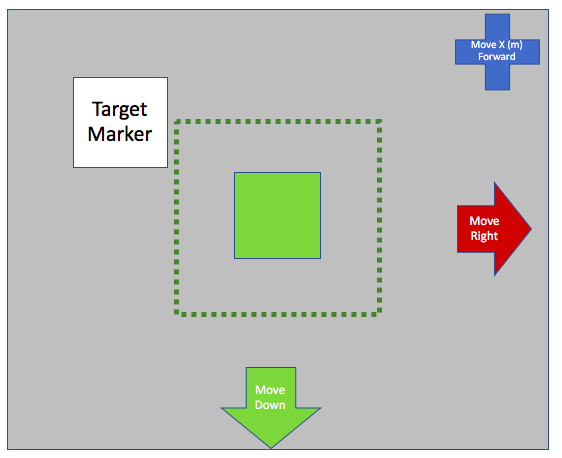 Move X (m)
Forward
Target
Marker
Move
Right
Move
Down